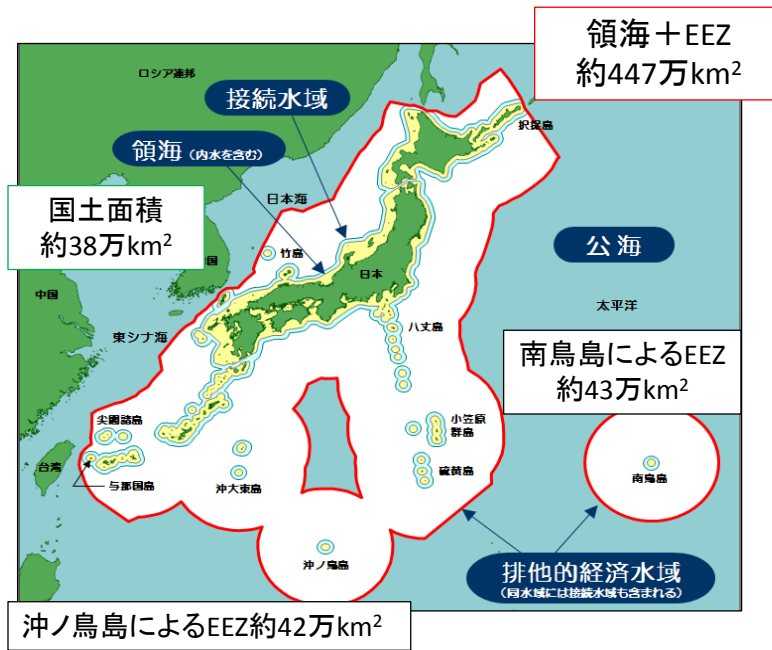 領海＋EEZ
約447万km²
ロシア連邦
接続水域
択捉島
領海（内水を含む）
国土面積
約38万km²
日本海
竹島
国
公海
中国
日本
太平洋
八丈島
東シナ海
南鳥島によるEEZ
約43万km²
尖閣諸島
小笠原
群島
台湾
硫黄島
南鳥島
与那国島
沖大東島
沖ノ鳥島
排他的経済水域
（同水域には接続水域も含まれる）
沖ノ鳥島によるEEZ約42万km²